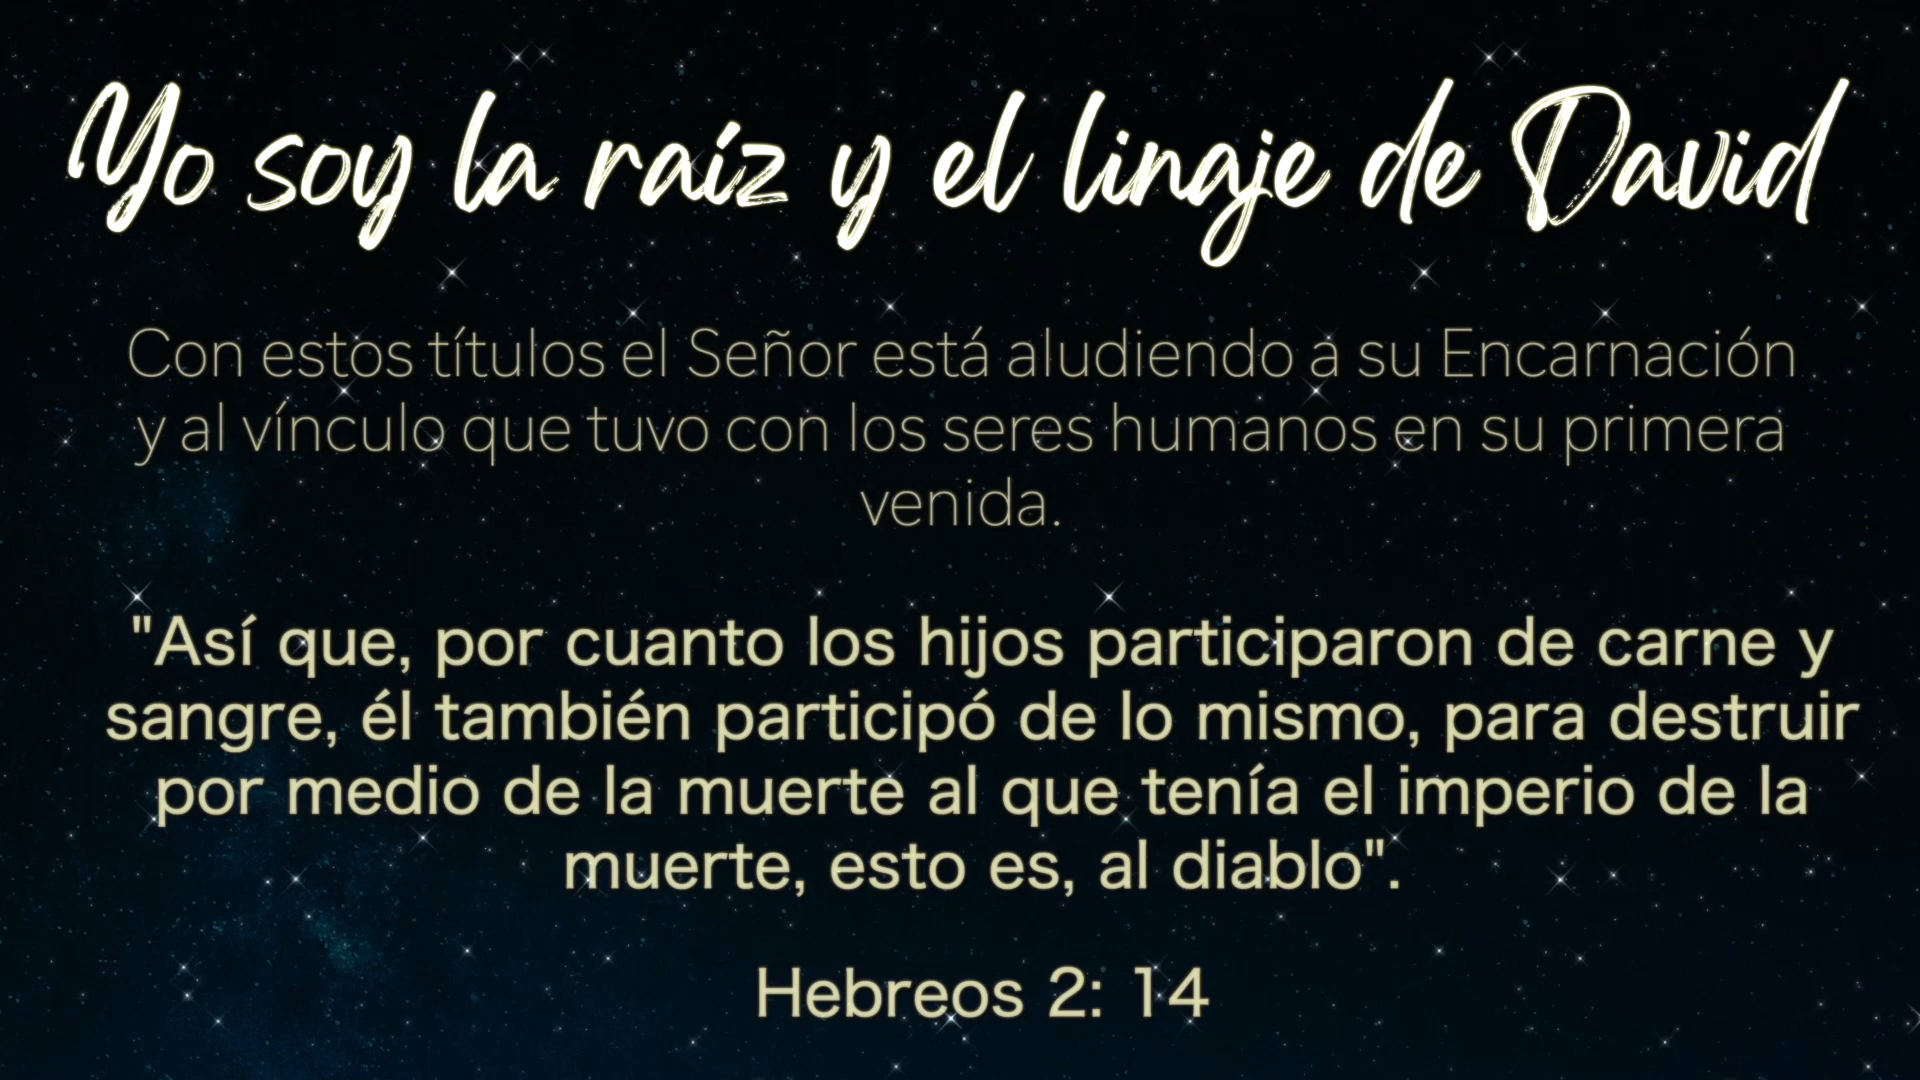 Yo soy la raíz y el linaje de David
Con estos títulos el Señor está aludiendo a su Encarnación
y al vínculo que tuvo con los seres humanos en su primera
venida.
"Así que, por cuanto los hijos participaron de carne y
sangre, él también participó de lo mismo, para destruir
por medio de la muerte al que tenía el imperio de la
muerte, esto es, al diablo".
Hebreos 2: 14